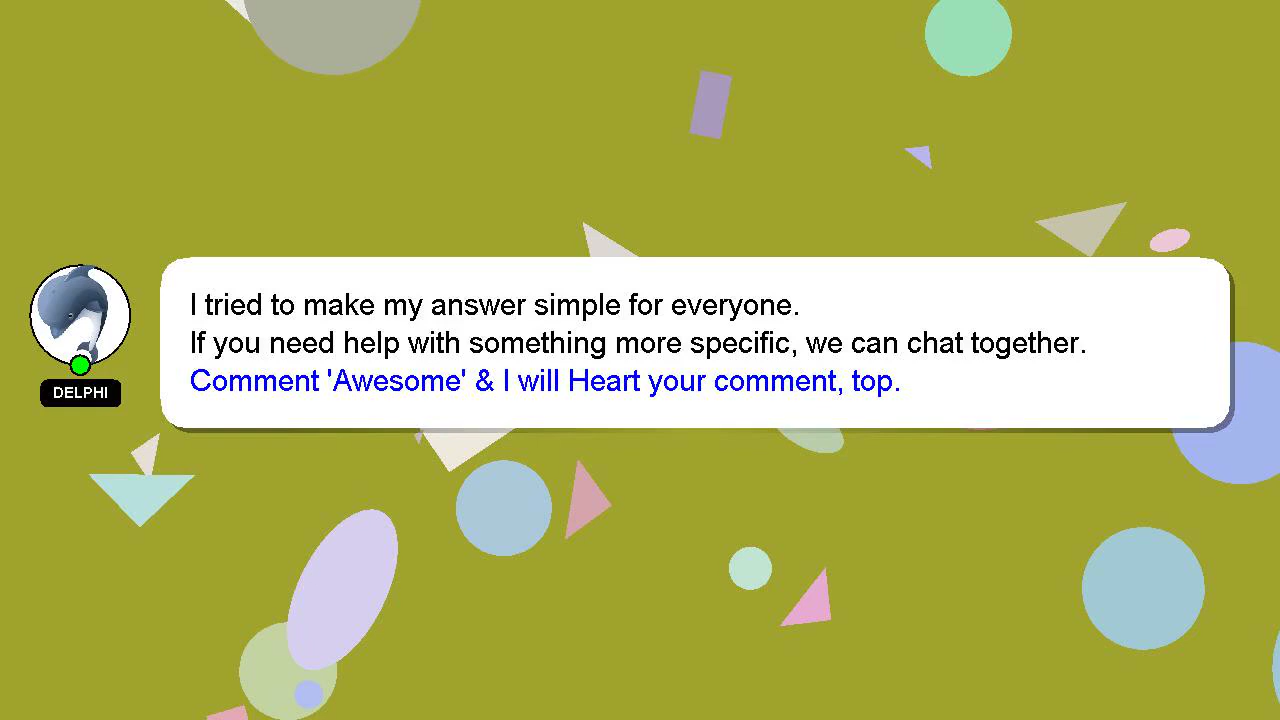 I tried to make my answer simple for everyone.
If you need help with something more specific, we can chat together.
Comment 'Awesome' & I will Heart your comment, top.
DELPHI